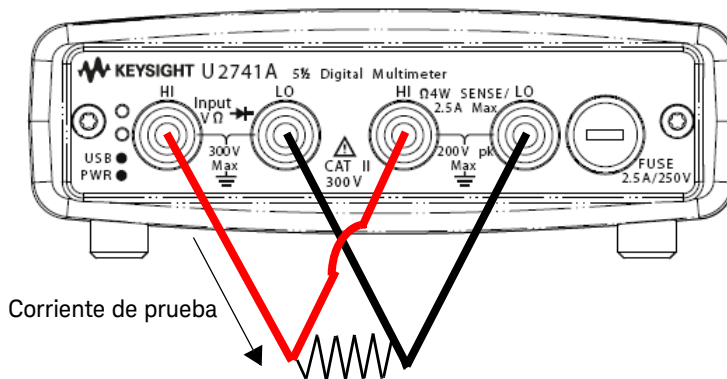 KEYSIGHT U2741A 5½ Digital Multimeter
HI
Input
VΩ
LO
300V
Max
HI
Ω4W SENSE/
2.5A Max
LO
200V pk
Max
CAT II
300V
USB
PWR
FUSE
2.5A/250V
Corriente de prueba